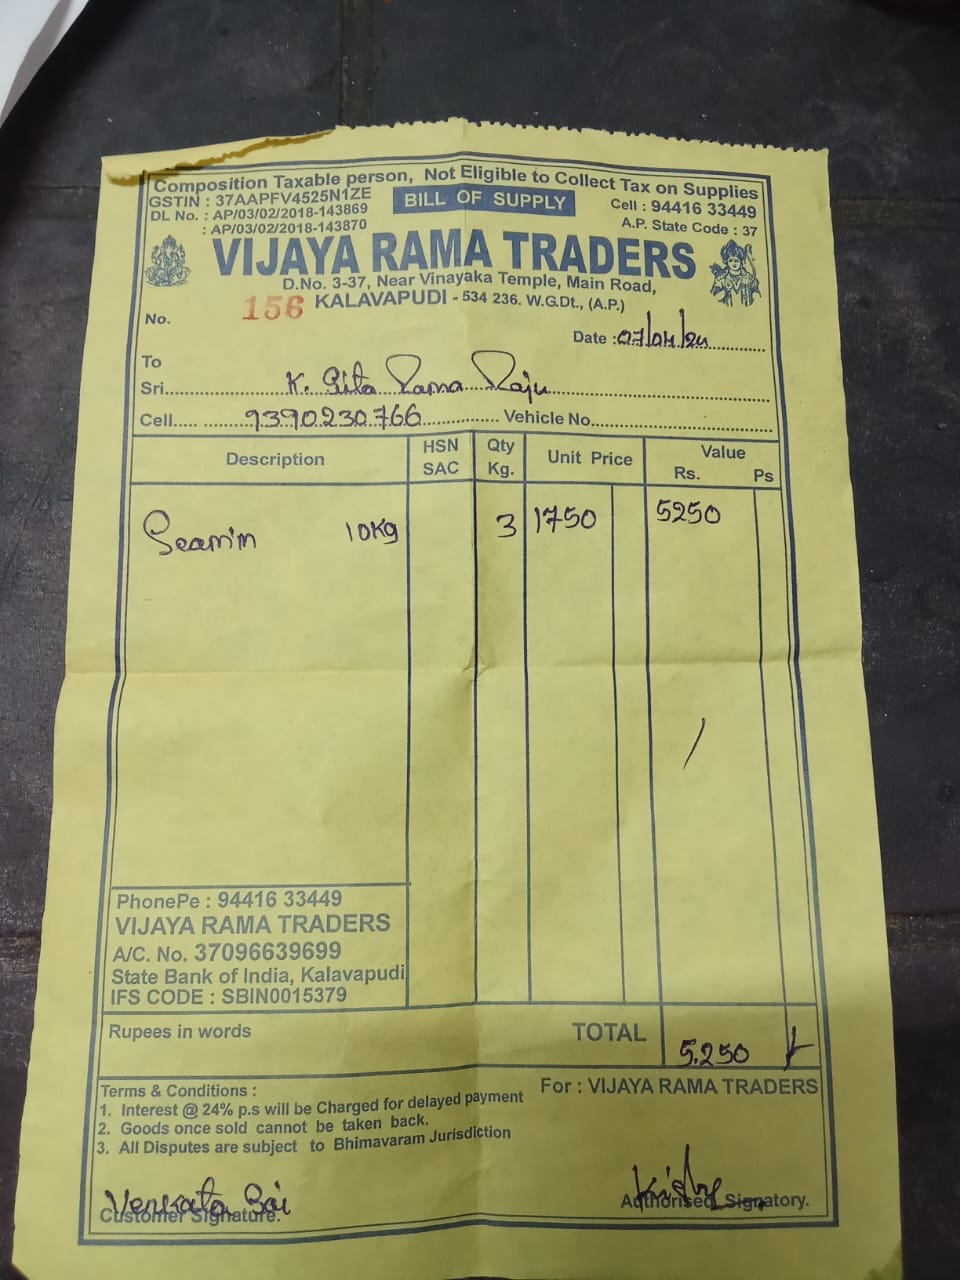 Composition Taxable person, Not Eligible to Collect Tax on Supplies
GSTIN : 37AAPFV4525N1ZE
BILL OF SUPPLY
Cell : 94416 33449
DL No. : AP/03/02/2018-143869
: AP/03/02/2018-143870
A.P. State Code : 37
VIJAYA RAMA TRADERS
D.No. 3-37, Near Vinayaka Temple, Main Road,
KALAVAPUDI - 534 236. W.G.Dt., (A.P.)
No. 156
Date : 07/04/24
To
Sri. K. Sita Rama Raju
Cell. 9390230766 Vehicle No.
Description HSN SAC Qty Kg. Unit Price Value Rs. Ps
10Kg 3 1750 5250
PhonePe : 94416 33449
VIJAYA RAMA TRADERS
A/C. No. 37096639699
State Bank of India, Kalavapudi
IFS CODE : SBIN0015379
Rupees in words TOTAL 5.250
For : VIJAYA RAMA TRADERS
Terms & Conditions :
1. Interest @ 24% p.s will be Charged for delayed payment
2. Goods once sold cannot be taken back.
3. All Disputes are subject to Bhimavaram Jurisdiction
Venkata Sai
Customer Signature.
Authorised Signatory.